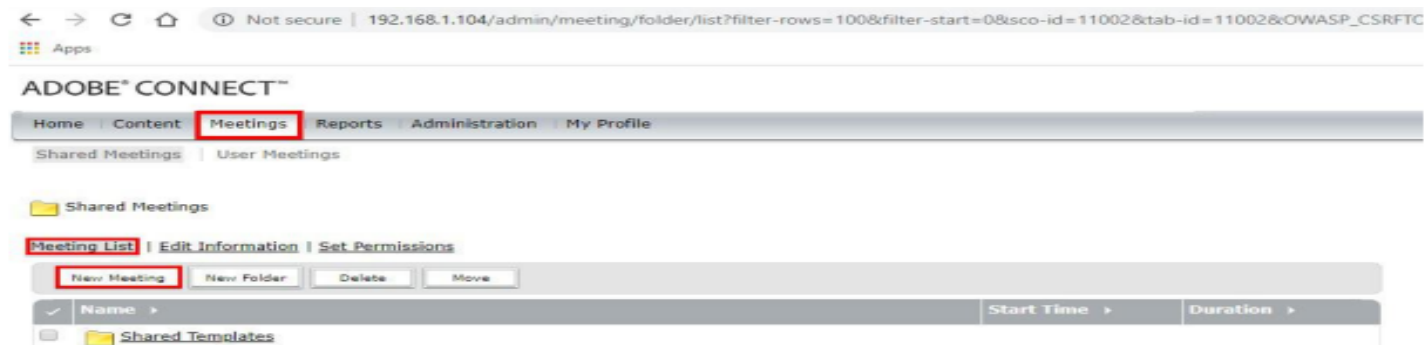 Not secure | 192.168.1.104/admin/meeting/folder/list?filter-rows=100&filter-start=0&sco-id=11002&tab-id=11002&OWASP_CSRFTO
Apps
ADOBE® CONNECT™
Home Content Meetings Reports Administration My Profile
Shared Meetings User Meetings
Shared Meetings
Meeting List | Edit Information | Set Permissions
New Meeting New Folder Delete Move
Name Start Time Duration
Shared Templates